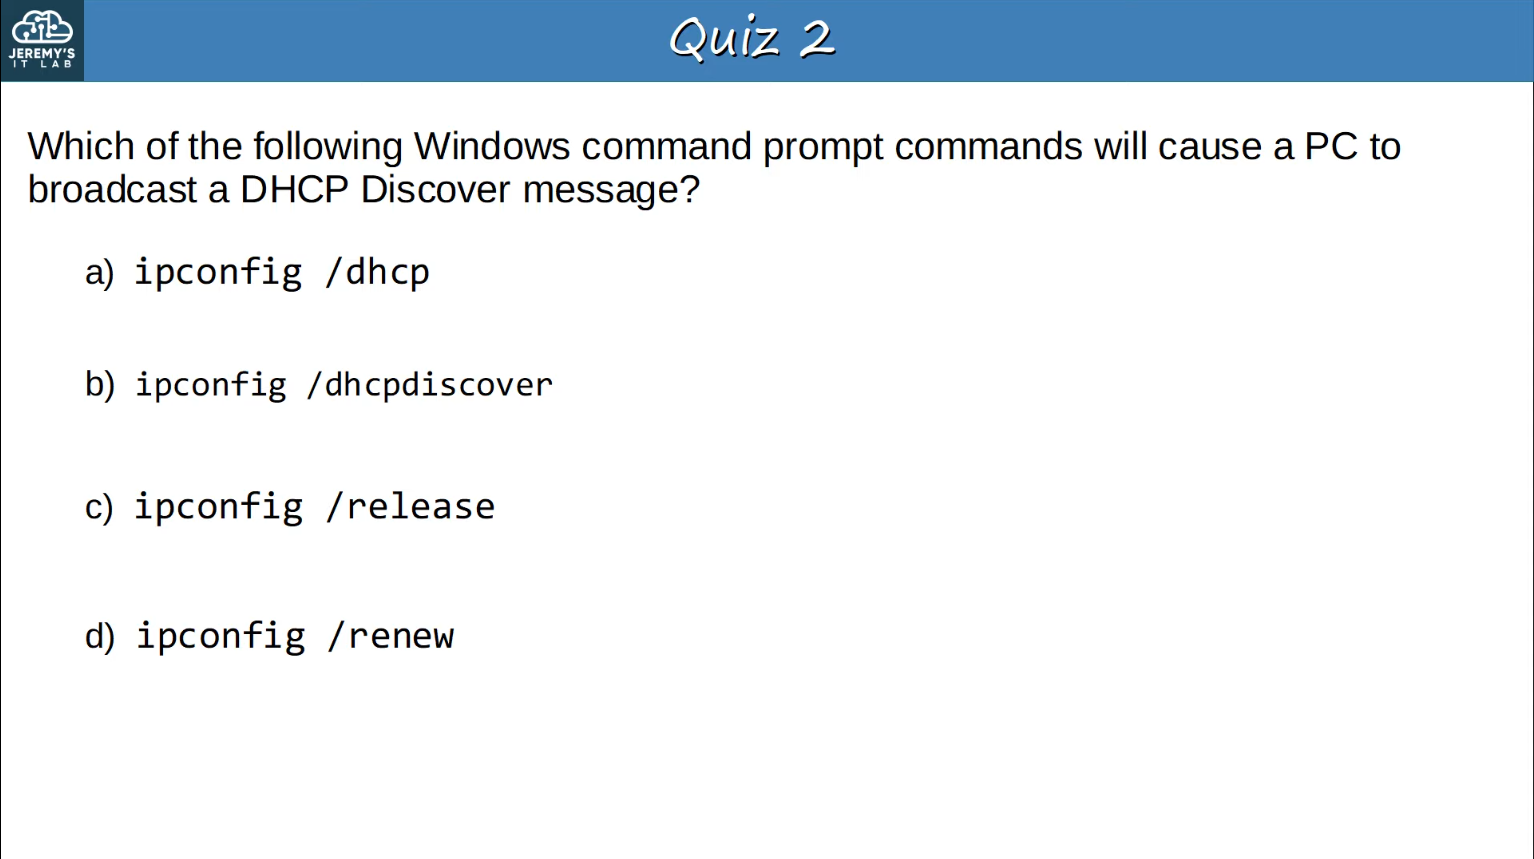 JEREMY'S
IT LAB
Quiz 2
Which of the following Windows command prompt commands will cause a PC to
broadcast a DHCP Discover message?
a) ipconfig /dhcp
b) ipconfig /dhcpdiscover
c) ipconfig /release
d) ipconfig /renew